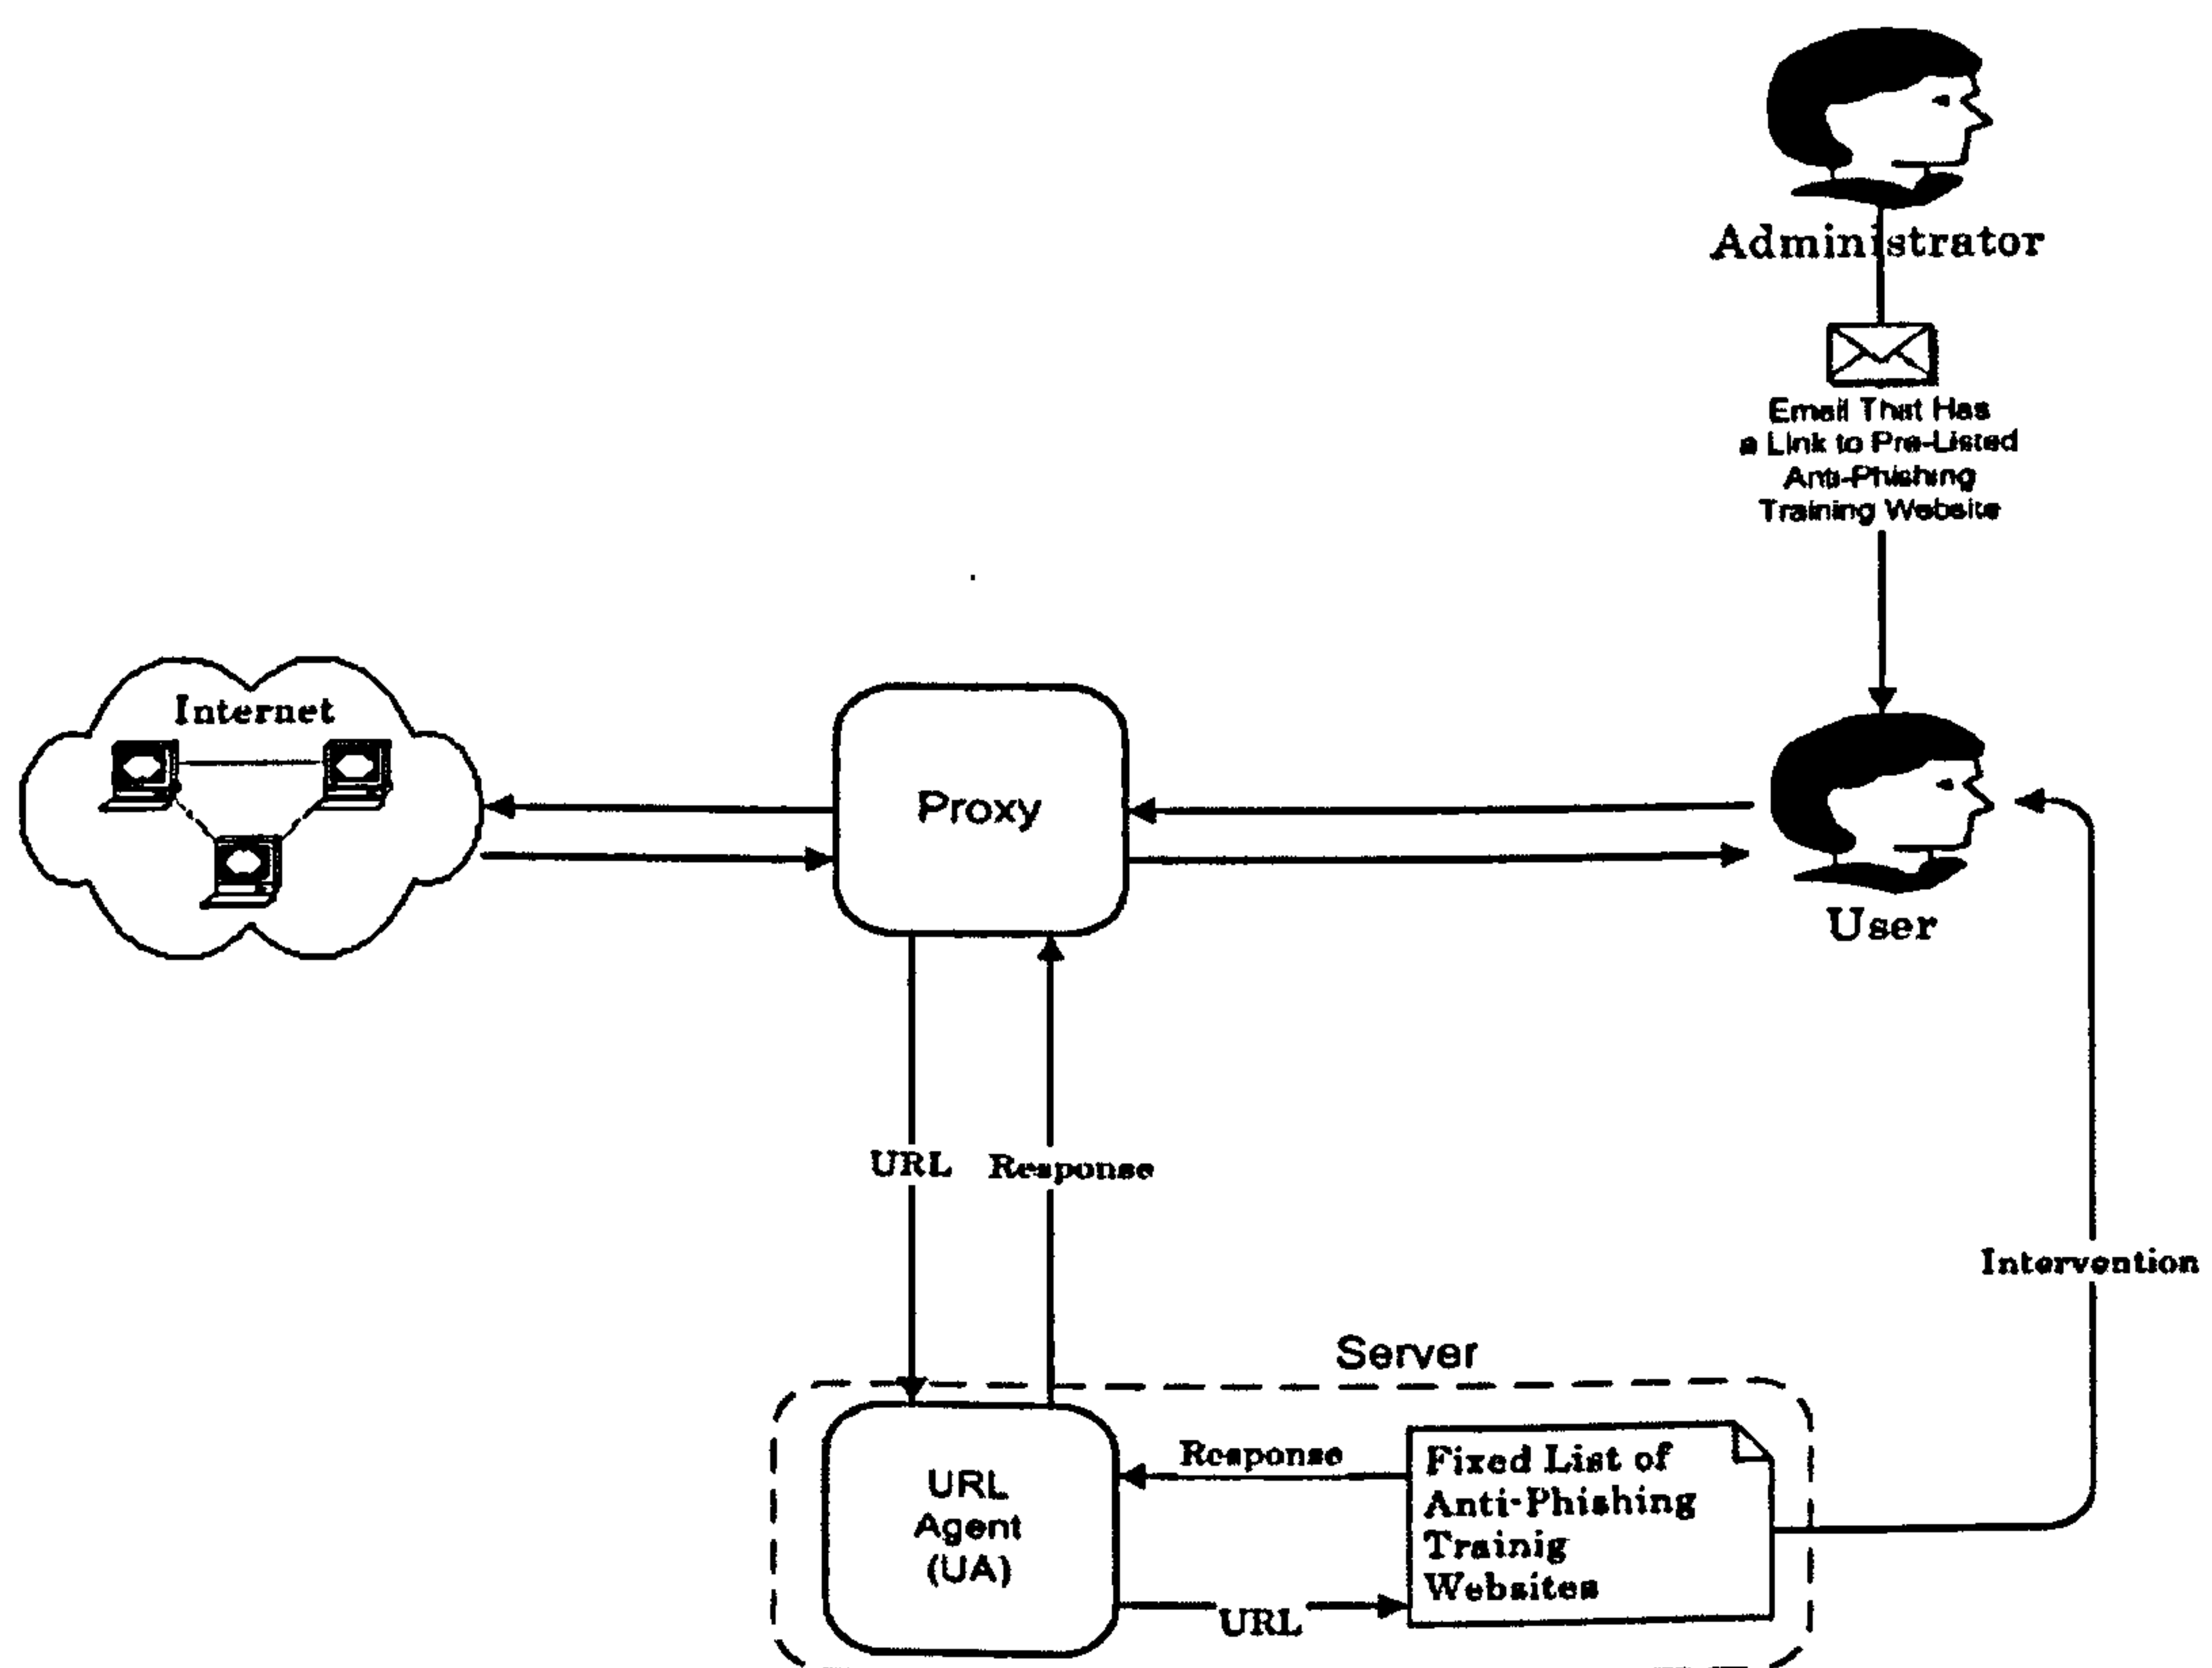 Administrator
Email That Has
a Link to Pre-Listed
Anti-Phishing
Training Website
Internet
Proxy
User
URL
Response
Intervention
Server
URL
Agent
(UA)
Response
Fixed List of
Anti-Phishing
Trainig
Websites
URL